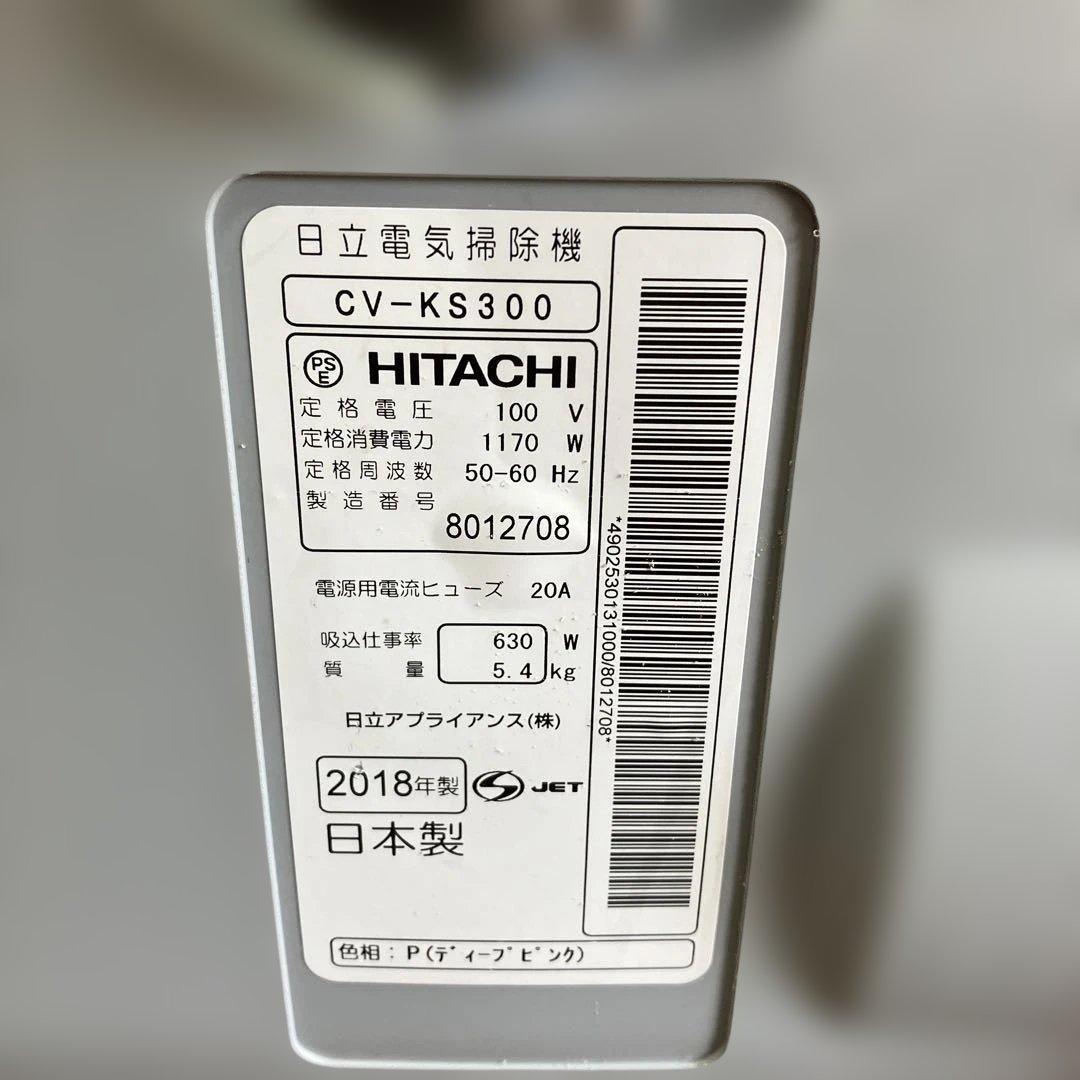 日立電気掃除機
CV-KS300
PSE HITACHI
定格電圧 100 V
定格消費電力 1170 W
定格周波数 50-60 Hz
製造番号
8012708
電源用電流ヒューズ 20A
吸込仕事率 630 W
質量 5.4 kg
日立アプライアンス(株)
2018年製 JET
日本製
*4902530131000/8012708*
色相:P(ディープピンク)